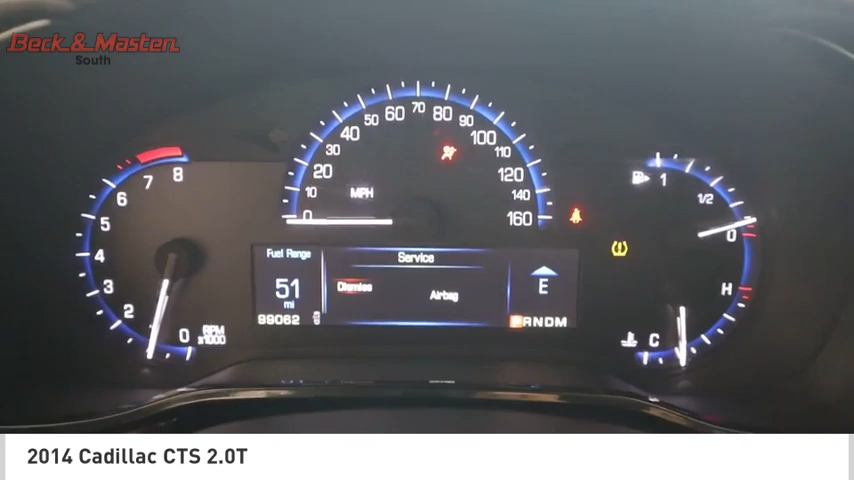 Beck & Masten
South
0 10 20 30 40 50 60 70 80 90 100 110 120 140 160
MPH
0 2 3 4 5 6 7 8
RPM
x1000
1
1/2
0
H
C
Fuel Range
51
mi
99062
Service
Dismiss
Airbag
E
PRNDM
2014 Cadillac CTS 2.0T